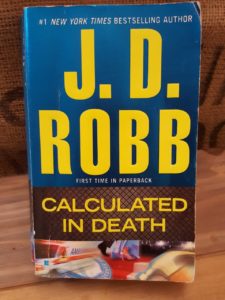 #1 NEW YORK TIMES BESTSELLING AUTHOR
J. D.
ROBB
FIRST TIME IN PAPERBACK
CALCULATED
IN DEATH